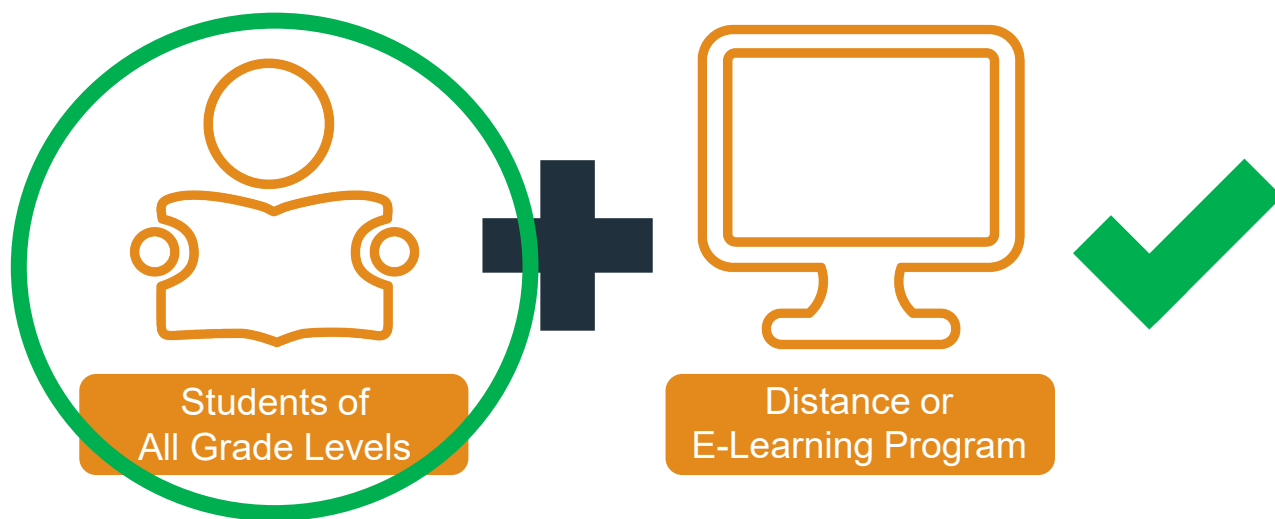 Students of
All Grade Levels
Distance or
E-Learning Program